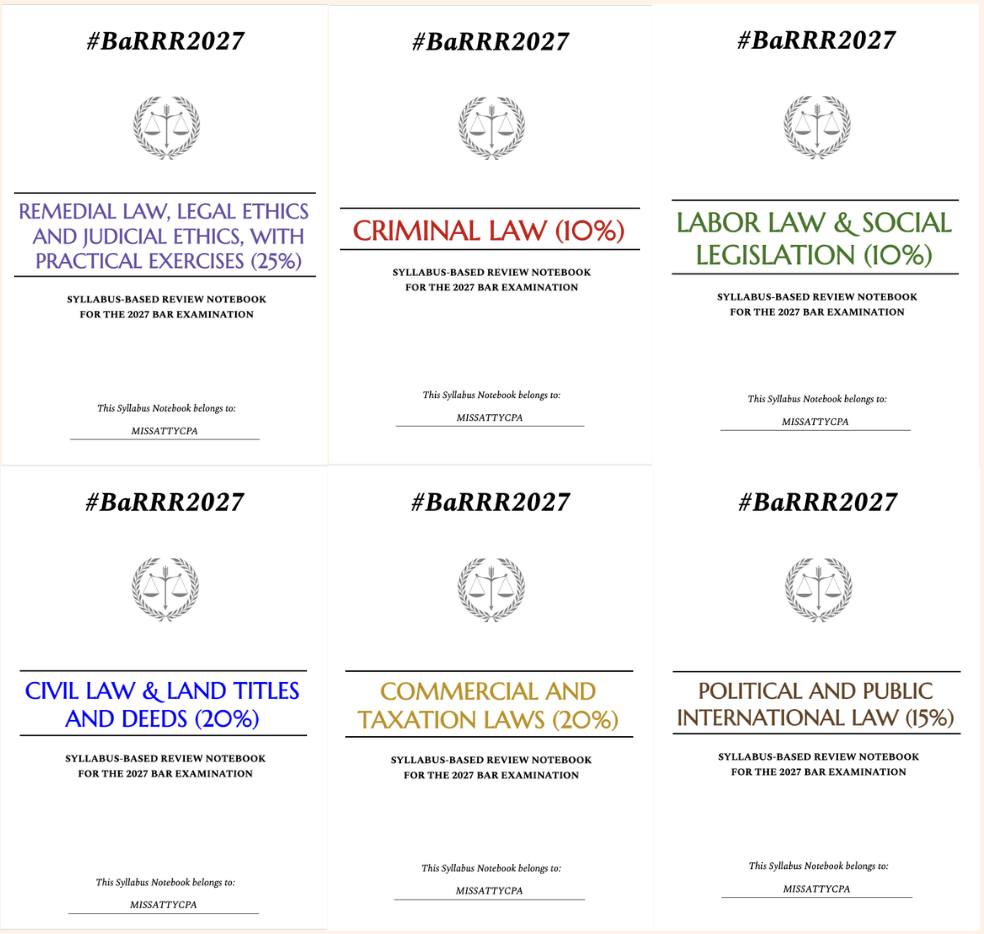 #BaRRR2027
REMEDIAL LAW, LEGAL ETHICS
AND JUDICIAL ETHICS, WITH
PRACTICAL EXERCISES (25%)
SYLLABUS-BASED REVIEW NOTEBOOK
FOR THE 2027 BAR EXAMINATION
This Syllabus Notebook belongs to:
MISSATTYCPA
#BaRRR2027
CRIMINAL LAW (10%)
SYLLABUS-BASED REVIEW NOTEBOOK
FOR THE 2027 BAR EXAMINATION
This Syllabus Notebook belongs to:
MISSATTYCPA
#BaRRR2027
LABOR LAW & SOCIAL
LEGISLATION (10%)
SYLLABUS-BASED REVIEW NOTEBOOK
FOR THE 2027 BAR EXAMINATION
This Syllabus Notebook belongs to:
MISSATTYCPA
#BaRRR2027
CIVIL LAW & LAND TITLES
AND DEEDS (20%)
SYLLABUS-BASED REVIEW NOTEBOOK
FOR THE 2027 BAR EXAMINATION
This Syllabus Notebook belongs to:
MISSATTYCPA
#BaRRR2027
COMMERCIAL AND
TAXATION LAWS (20%)
SYLLABUS-BASED REVIEW NOTEBOOK
FOR THE 2027 BAR EXAMINATION
This Syllabus Notebook belongs to:
MISSATTYCPA
#BaRRR2027
POLITICAL AND PUBLIC
INTERNATIONAL LAW (15%)
SYLLABUS-BASED REVIEW NOTEBOOK
FOR THE 2027 BAR EXAMINATION
This Syllabus Notebook belongs to:
MISSATTYCPA